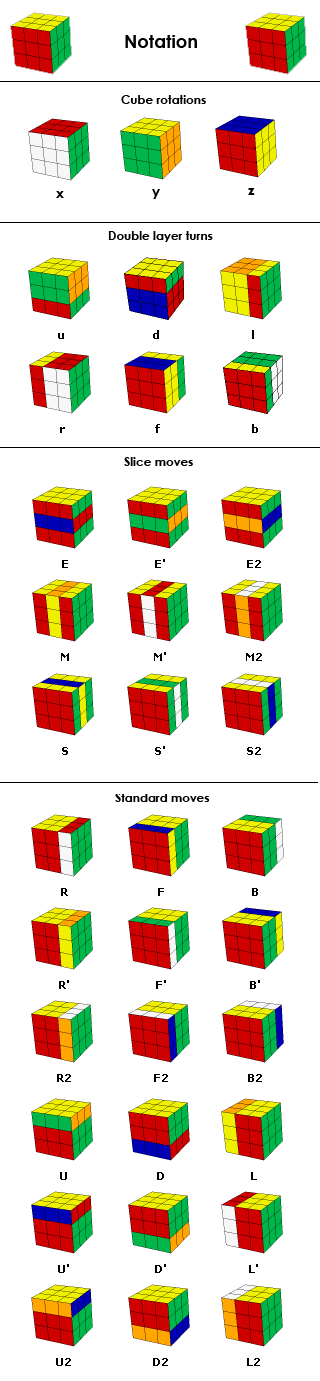 Notation
Cube rotations
x y z
Double layer turns
u d l
r f b
Slice moves
E E' E2
M M' M2
S S' S2
Standard moves
R F B
R' F' B'
R2 F2 B2
U D L
U' D' L'
U2 D2 L2